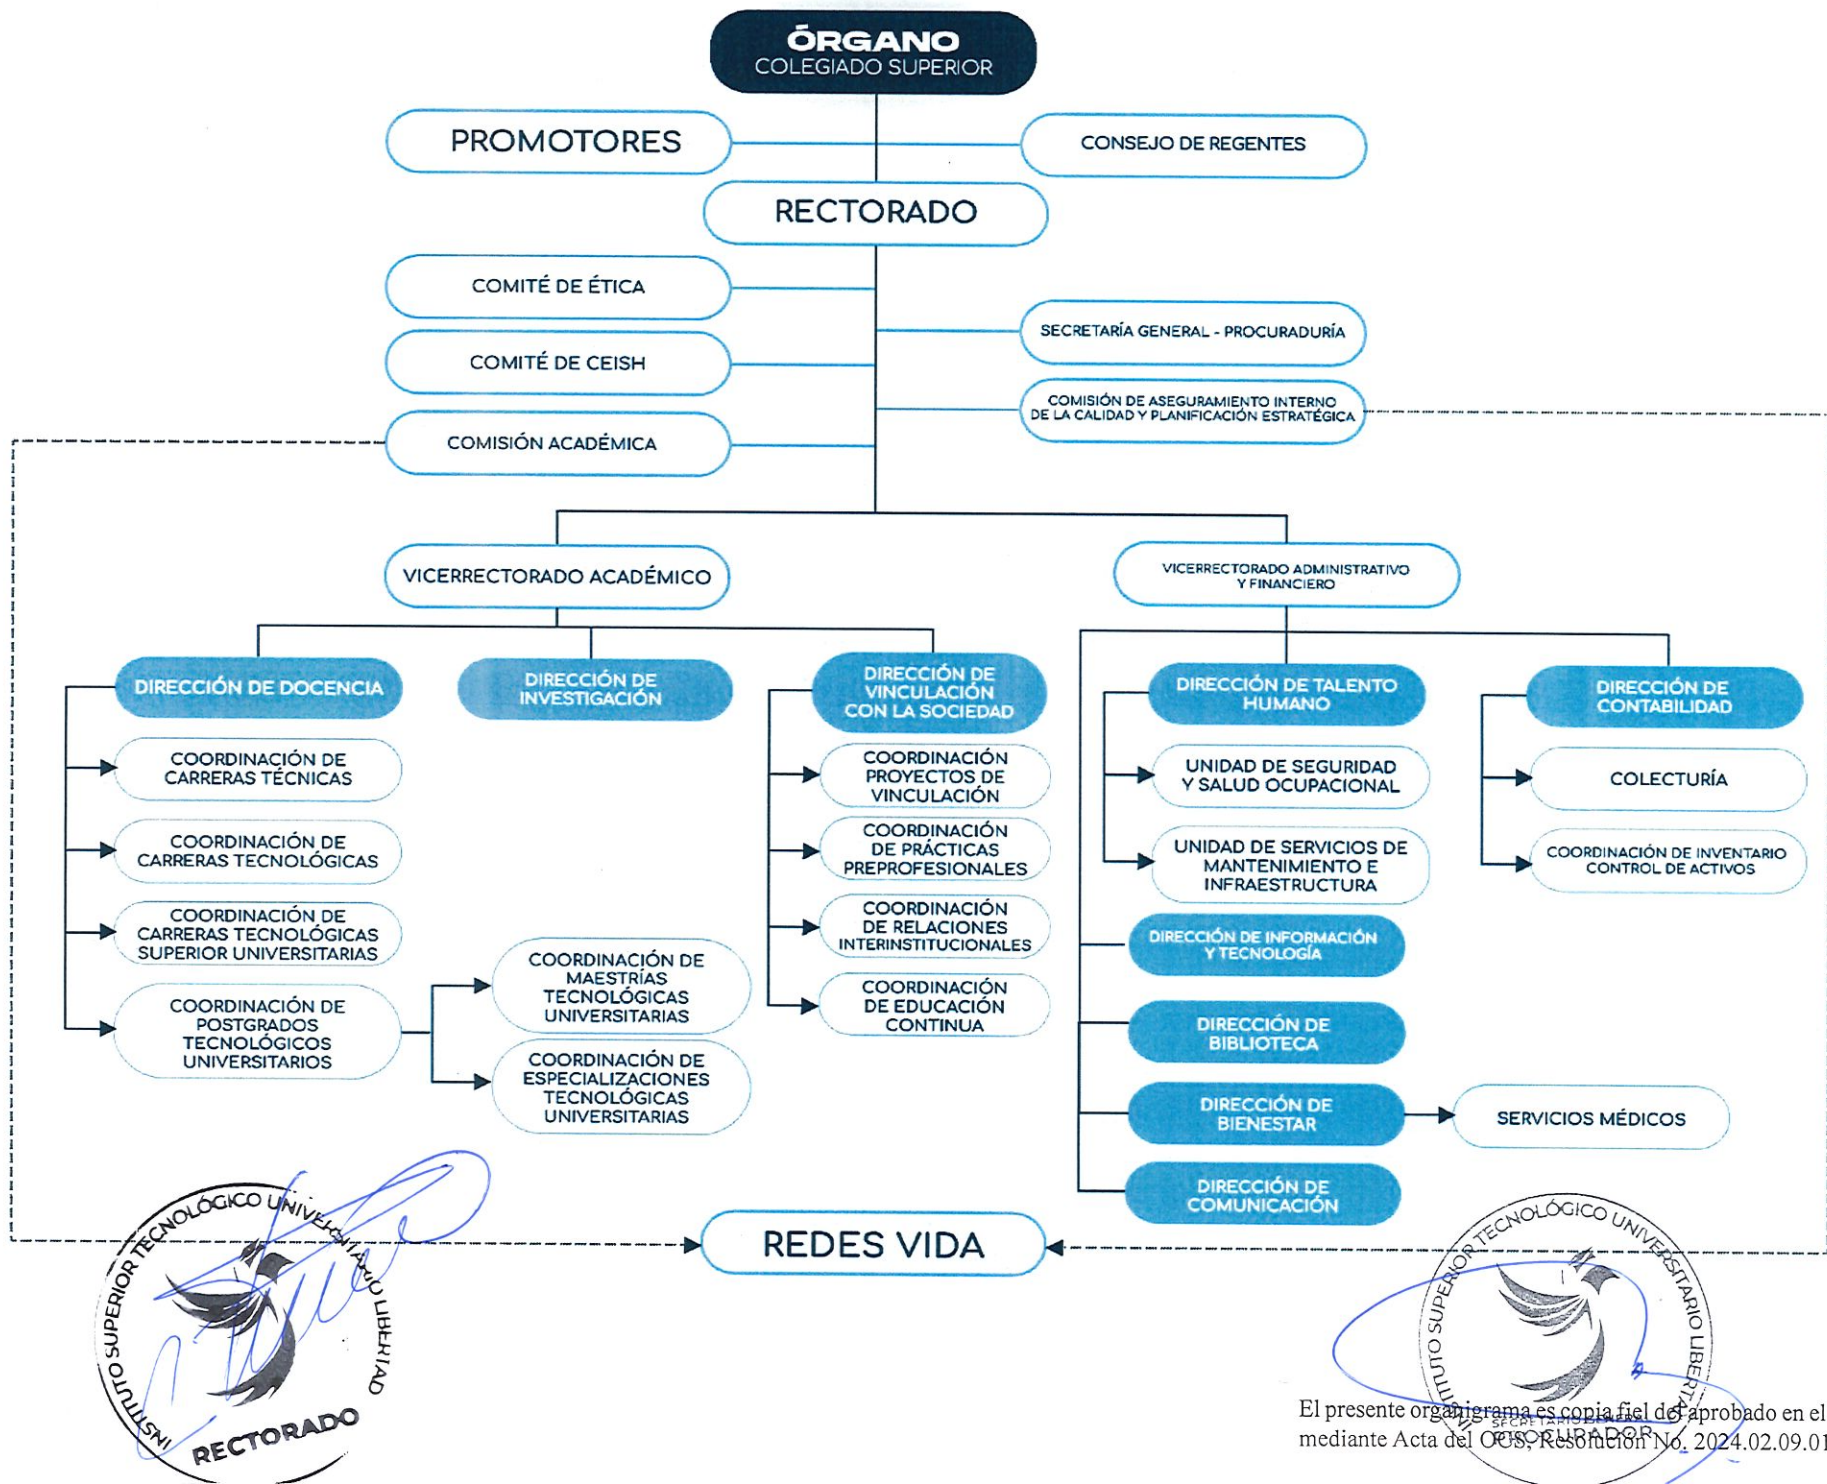 ÓRGANO
COLEGIADO SUPERIOR
PROMOTORES
CONSEJO DE REGENTES
RECTORADO
COMITÉ DE ÉTICA
SECRETARÍA GENERAL - PROCURADURÍA
COMITÉ DE CEISH
COMISIÓN DE ASEGURAMIENTO INTERNO
DE LA CALIDAD Y PLANIFICACIÓN ESTRATÉGICA
COMISIÓN ACADÉMICA
VICERRECTORADO ACADÉMICO
VICERRECTORADO ADMINISTRATIVO
Y FINANCIERO
DIRECCIÓN DE DOCENCIA
COORDINACIÓN DE
CARRERAS TÉCNICAS
COORDINACIÓN DE
CARRERAS TECNOLÓGICAS
COORDINACIÓN DE
CARRERAS TECNOLÓGICAS
SUPERIOR UNIVERSITARIAS
COORDINACIÓN DE
POSTGRADOS
TECNOLÓGICOS
UNIVERSITARIOS
DIRECCIÓN DE
INVESTIGACIÓN
COORDINACIÓN DE
MAESTRÍAS
TECNOLÓGICAS
UNIVERSITARIAS
COORDINACIÓN DE
ESPECIALIZACIONES
TECNOLÓGICAS
UNIVERSITARIAS
DIRECCIÓN DE
VINCULACIÓN
CON LA SOCIEDAD
COORDINACIÓN
PROYECTOS DE
VINCULACIÓN
COORDINACIÓN
DE PRÁCTICAS
PREPROFESIONALES
COORDINACIÓN
DE RELACIONES
INTERINSTITUCIONALES
COORDINACIÓN
DE EDUCACIÓN
CONTINUA
DIRECCIÓN DE TALENTO
HUMANO
UNIDAD DE SEGURIDAD
Y SALUD OCUPACIONAL
UNIDAD DE SERVICIOS DE
MANTENIMIENTO E
INFRAESTRUCTURA
DIRECCIÓN DE INFORMACIÓN
Y TECNOLOGÍA
DIRECCIÓN DE
BIBLIOTECA
DIRECCIÓN DE
BIENESTAR
SERVICIOS MÉDICOS
DIRECCIÓN DE
COMUNICACIÓN
DIRECCIÓN DE
CONTABILIDAD
COLECTURÍA
COORDINACIÓN DE INVENTARIO
CONTROL DE ACTIVOS
REDES VIDA
INSTITUTO SUPERIOR TECNOLÓGICO UNIVERSITARIO LIBERTAD
RECTORADO
INSTITUTO SUPERIOR TECNOLÓGICO UNIVERSITARIO LIBERTAD
SECRETARIO GENERAL
PROCURADOR
El presente organigrama es copia fiel del aprobado en el
mediante Acta del OCS, Resolución No. 2024.02.09.01